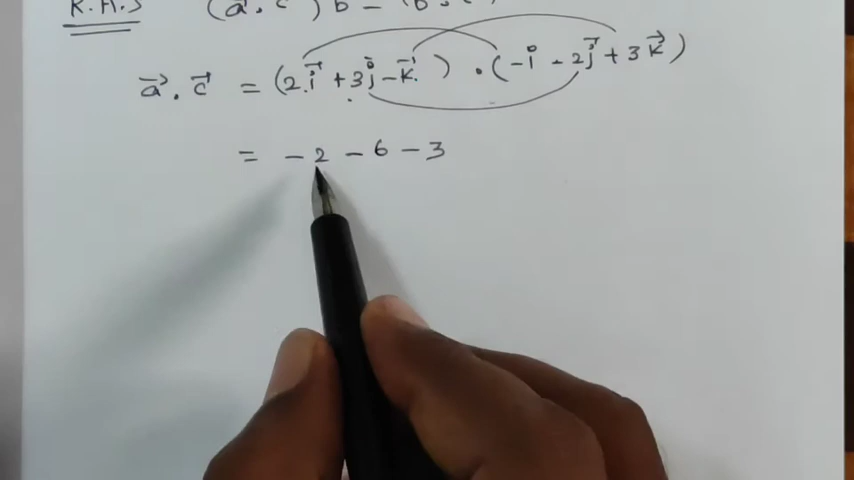 R.H.S (a⃗ . c⃗ ) b⃗ - (b⃗ . c⃗
a⃗ . c⃗ = (2i⃗ + 3j⃗ - k⃗ ) . (-i⃗ - 2j⃗ + 3k⃗ )
= - 2 - 6 - 3